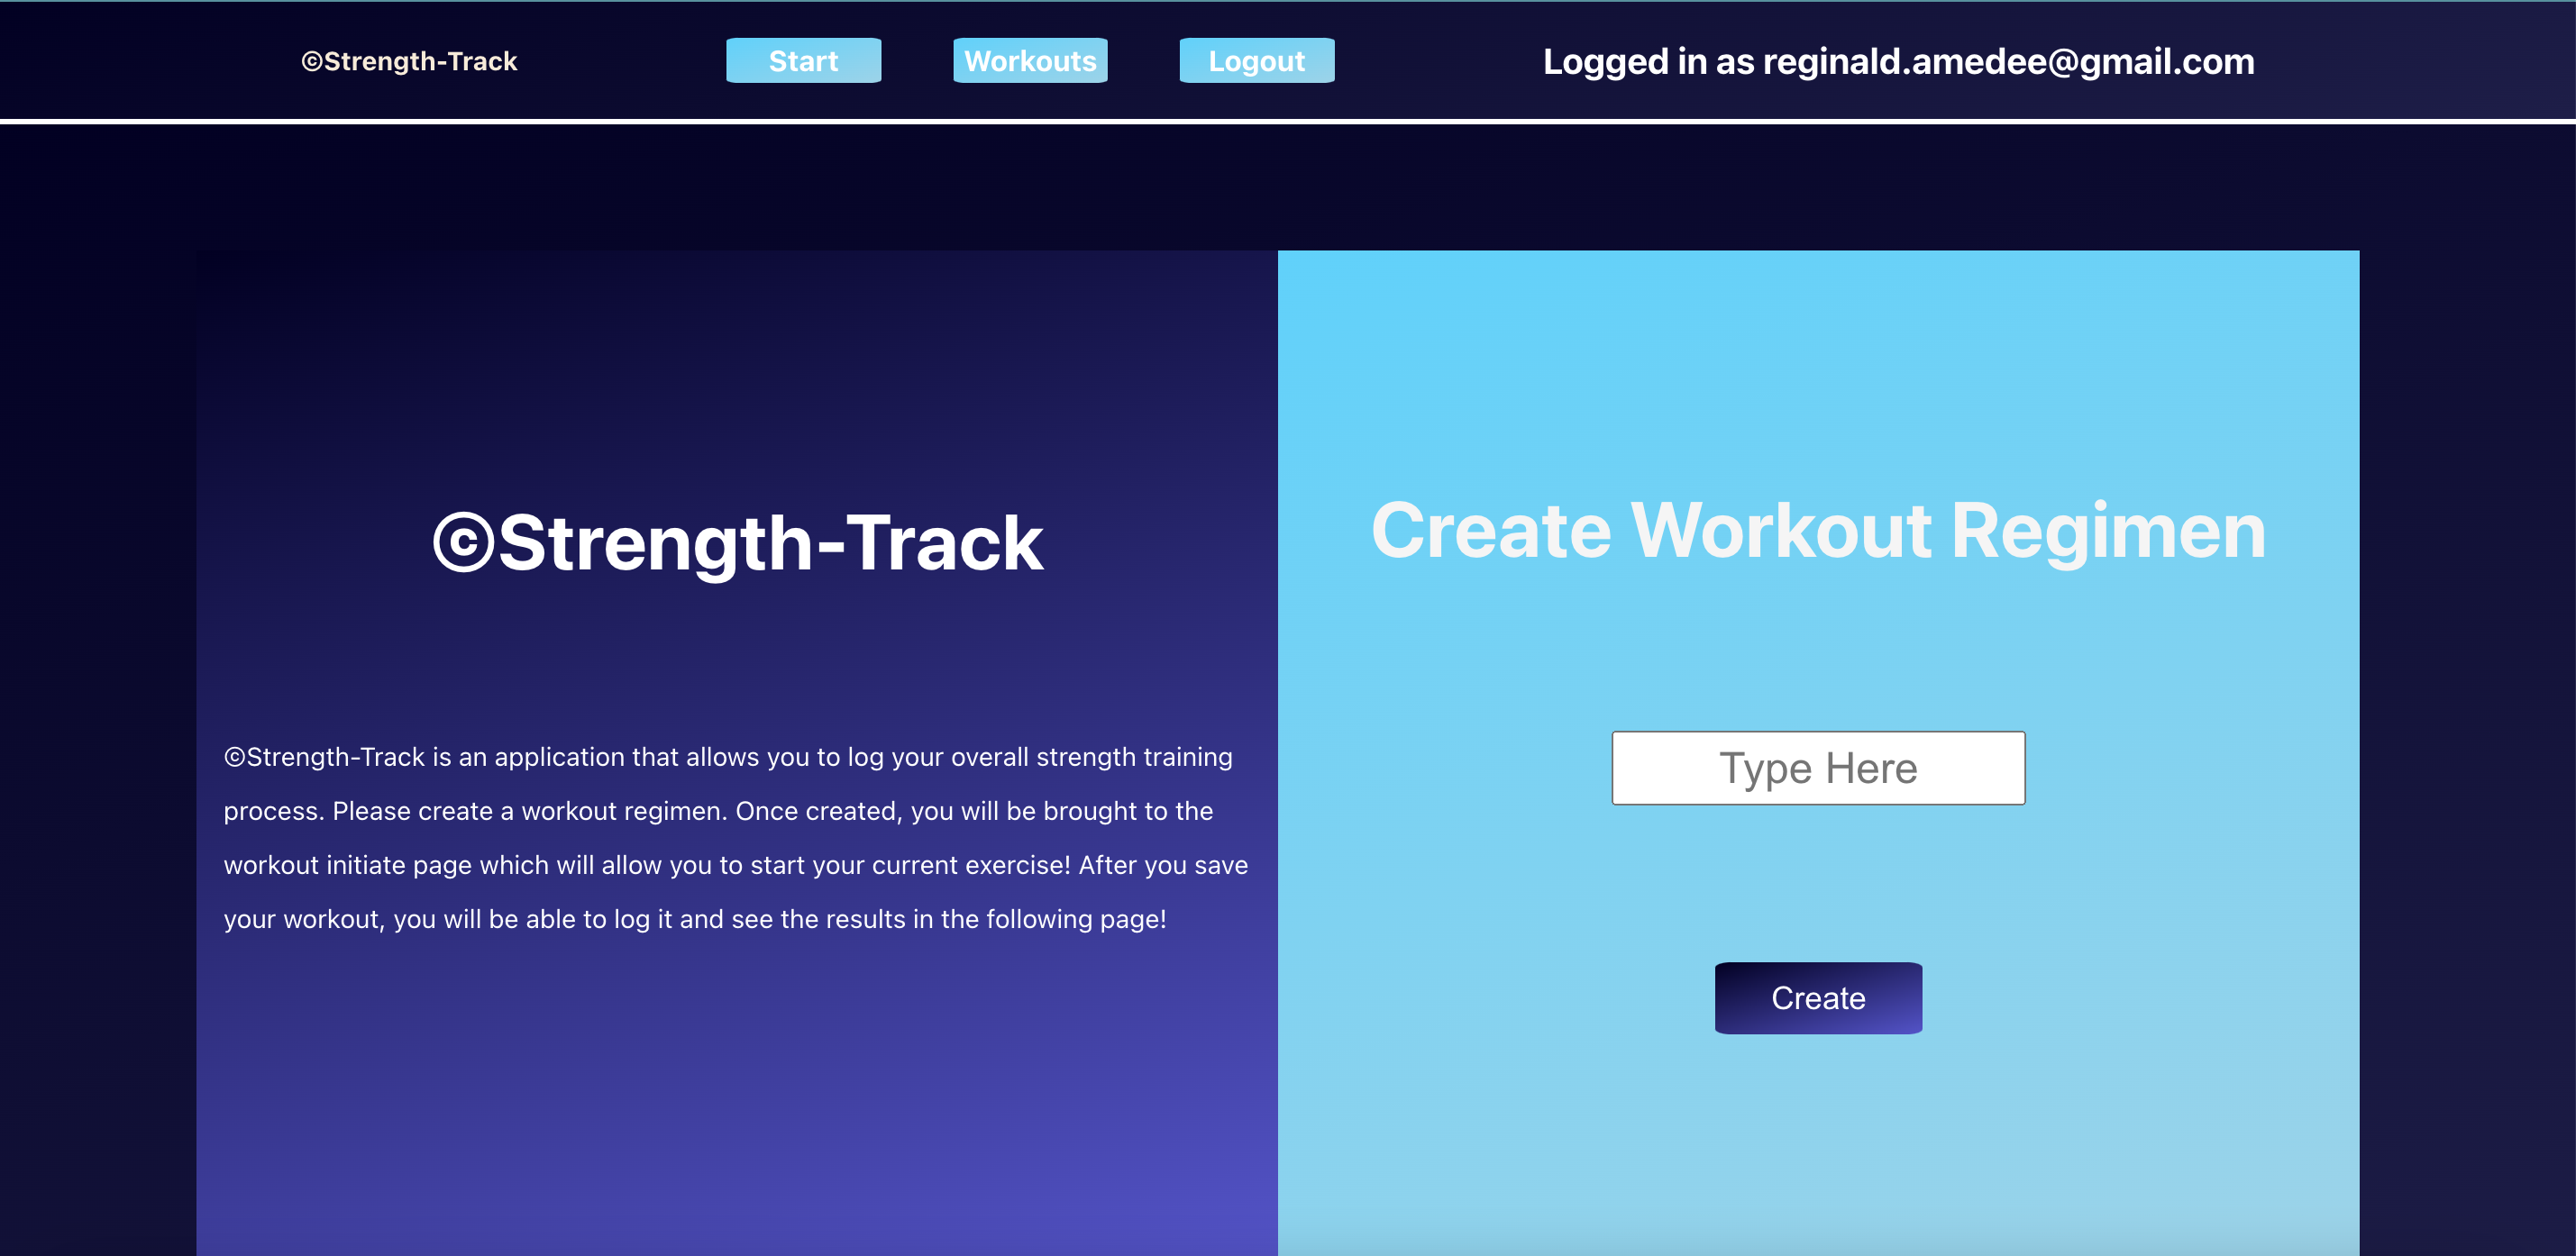 ©Strength-Track
Start
Workouts
Logout
Logged in as reginald.amedee@gmail.com
©Strength-Track
©Strength-Track is an application that allows you to log your overall strength training
process. Please create a workout regimen. Once created, you will be brought to the
workout initiate page which will allow you to start your current exercise! After you save
your workout, you will be able to log it and see the results in the following page!
Create Workout Regimen
Type Here
Create